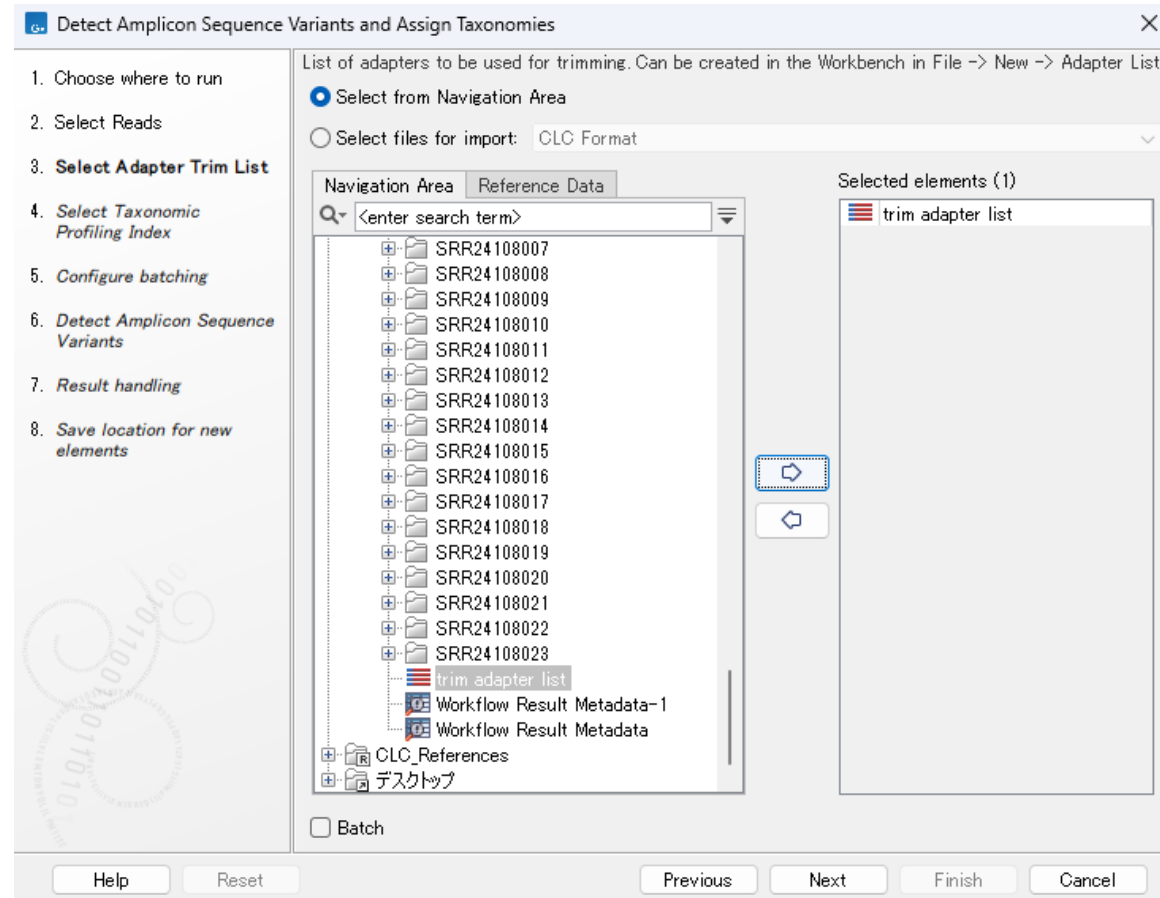 Detect Amplicon Sequence Variants and Assign Taxonomies
1. Choose where to run
2. Select Reads
3. Select Adapter Trim List
4. Select Taxonomic
Profiling Index
5. Configure batching
6. Detect Amplicon Sequence
Variants
7. Result handling
8. Save location for new
elements
List of adapters to be used for trimming. Can be created in the Workbench in File -> New -> Adapter List
Select from Navigation Area
Select files for import: CLC Format
Navigation Area Reference Data
<enter search term>
SRR24108007
SRR24108008
SRR24108009
SRR24108010
SRR24108011
SRR24108012
SRR24108013
SRR24108014
SRR24108015
SRR24108016
SRR24108017
SRR24108018
SRR24108019
SRR24108020
SRR24108021
SRR24108022
SRR24108023
trim adapter list
Workflow Result Metadata-1
Workflow Result Metadata
CLC_References
デスクトップ
Selected elements (1)
trim adapter list
Batch
Help Reset Previous Next Finish Cancel